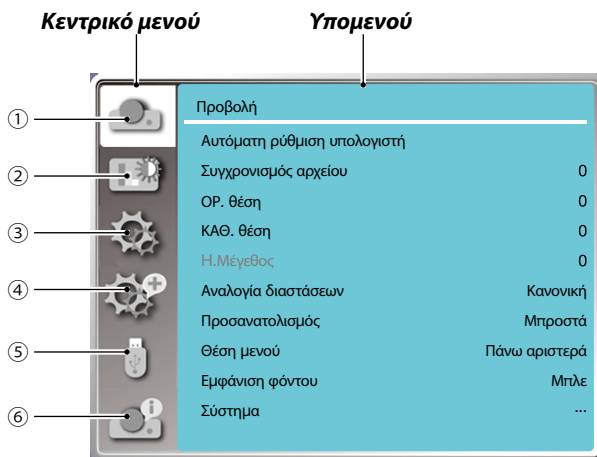 Κεντρικό μενού Υπομενού
Προβολή
①
Αυτόματη ρύθμιση υπολογιστή
② Συγχρονισμός αρχείου 0
ΟΡ. θέση 0
③ ΚΑΘ. θέση 0
Η.Μέγεθος 0
④ Αναλογία διαστάσεων Κανονική
Προσανατολισμός Μπροστά
⑤ Θέση μενού Πάνω αριστερά
Εμφάνιση φόντου Μπλε
⑥ Σύστημα ...